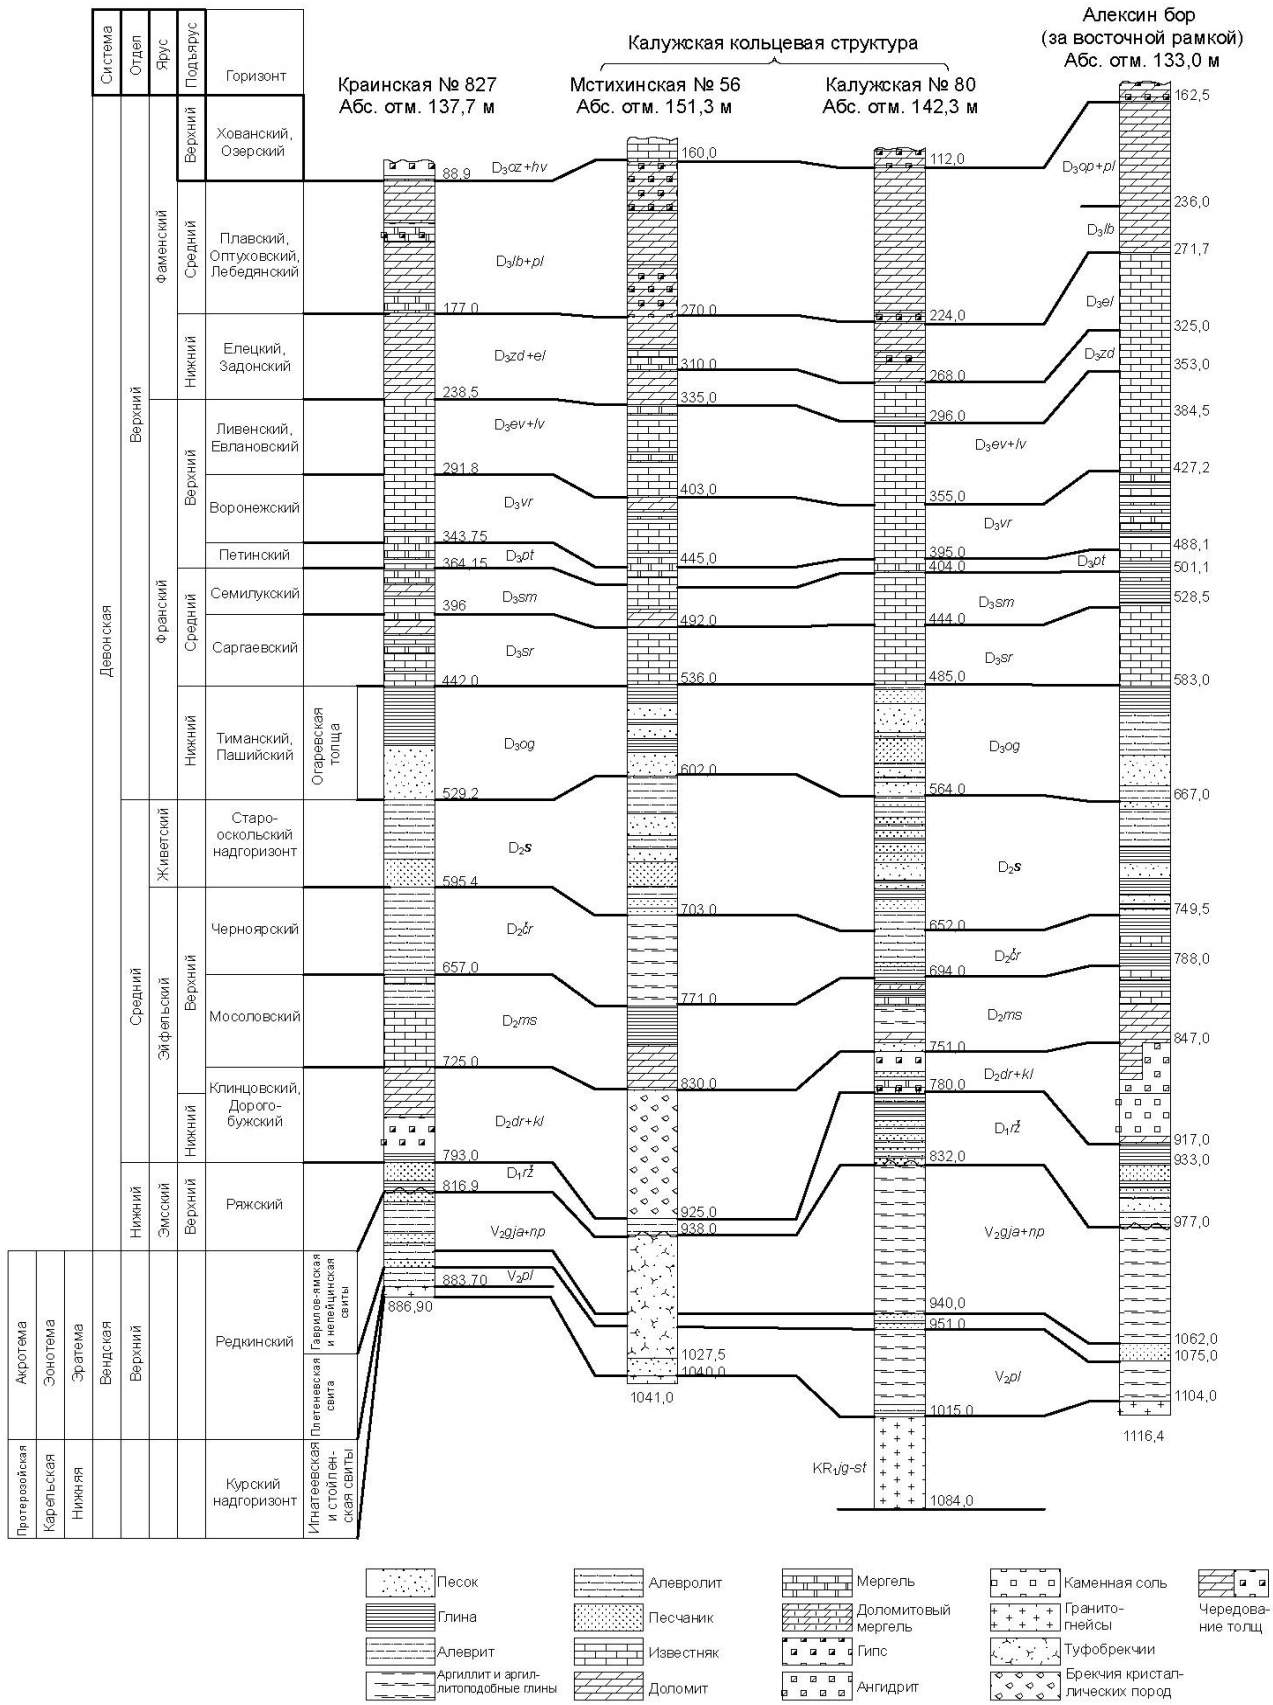 Алексин бор
(за восточной рамкой)
Абс. отм. 133,0 м
Калужская кольцевая структура
Краинская № 827
Абс. отм. 137,7 м
Мстихинская № 56
Абс. отм. 151,3 м
Калужская № 80
Абс. отм. 142,3 м
Система
Отдел
Ярус
Подъярус
Горизонт
Девонская
Верхний
Средний
Нижний
Фаменский
Франский
Живетский
Эйфельский
Эмсский
Верхний
Средний
Нижний
Верхний
Средний
Нижний
Верхний
Нижний
Верхний
Хованский,
Озерский
Плавский,
Оптуховский,
Лебедянский
Елецкий,
Задонский
Ливенский,
Евлановский
Воронежский
Петинский
Семилукский
Саргаевский
Тиманский,
Пашийский
Огаревская
толща
Старо-
оскольский
надгоризонт
Черноярский
Мосоловский
Клинцовский,
Дорого-
бужский
Ряжский
Акротема
Эонотема
Эратема
Вендская
Верхний
Редкинский
Гаврилов-ямская
и непейцинская
свиты
Плетеневская
свита
Протерозойская
Карельская
Нижняя
Курский
надгоризонт
Игнатеевская
и стойлен-
ская свиты
88,9
177,0
238,5
291,8
343,75
364,15
396
442,0
529,2
595,4
657,0
725,0
793,0
816,9
883,70
886,90
D₃oz+hv
D₃lb+pl
D₃zd+el
D₃ev+lv
D₃vr
D₃pt
D₃sm
D₃sr
D₃og
D₂s
D₂čr
D₂ms
D₂dr+kl
D₁rž
V₂gja+np
V₂pl
160,0
270,0
310,0
335,0
403,0
445,0
492,0
536,0
602,0
703,0
771,0
830,0
925,0
938,0
1027,5
1040,0
1041,0
112,0
224,0
268,0
296,0
355,0
395,0
404,0
444,0
485,0
564,0
652,0
694,0
751,0
780,0
832,0
940,0
951,0
1015,0
1084,0
KR₁ig-st
D₃op+pl
D₃lb
D₃el
D₃zd
D₃ev+lv
D₃vr
D₃pt
D₃sm
D₃sr
D₃og
D₂s
D₂čr
D₂ms
D₂dr+kl
D₁rž
V₂gja+np
V₂pl
162,5
236,0
271,7
325,0
353,0
384,5
427,2
488,1
501,1
528,5
583,0
667,0
749,5
788,0
847,0
917,0
933,0
977,0
1062,0
1075,0
1104,0
1116,4
Песок
Глина
Алеврит
Аргиллит и аргил-
литоподобные глины
Алевролит
Песчаник
Известняк
Доломит
Мергель
Доломитовый
мергель
Гипс
Ангидрит
Каменная соль
Гранито-
гнейсы
Туфобрекчии
Брекчия кристал-
лических пород
Чередова-
ние толщ